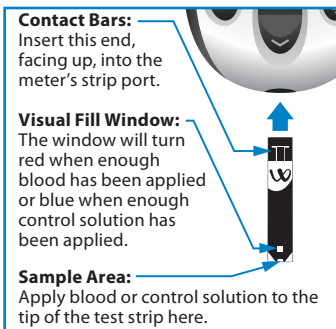 Contact Bars:
Insert this end,
facing up, into the
meter's strip port.
Visual Fill Window:
The window will turn
red when enough
blood has been applied
or blue when enough
control solution has
been applied.
Sample Area:
Apply blood or control solution to the
tip of the test strip here.